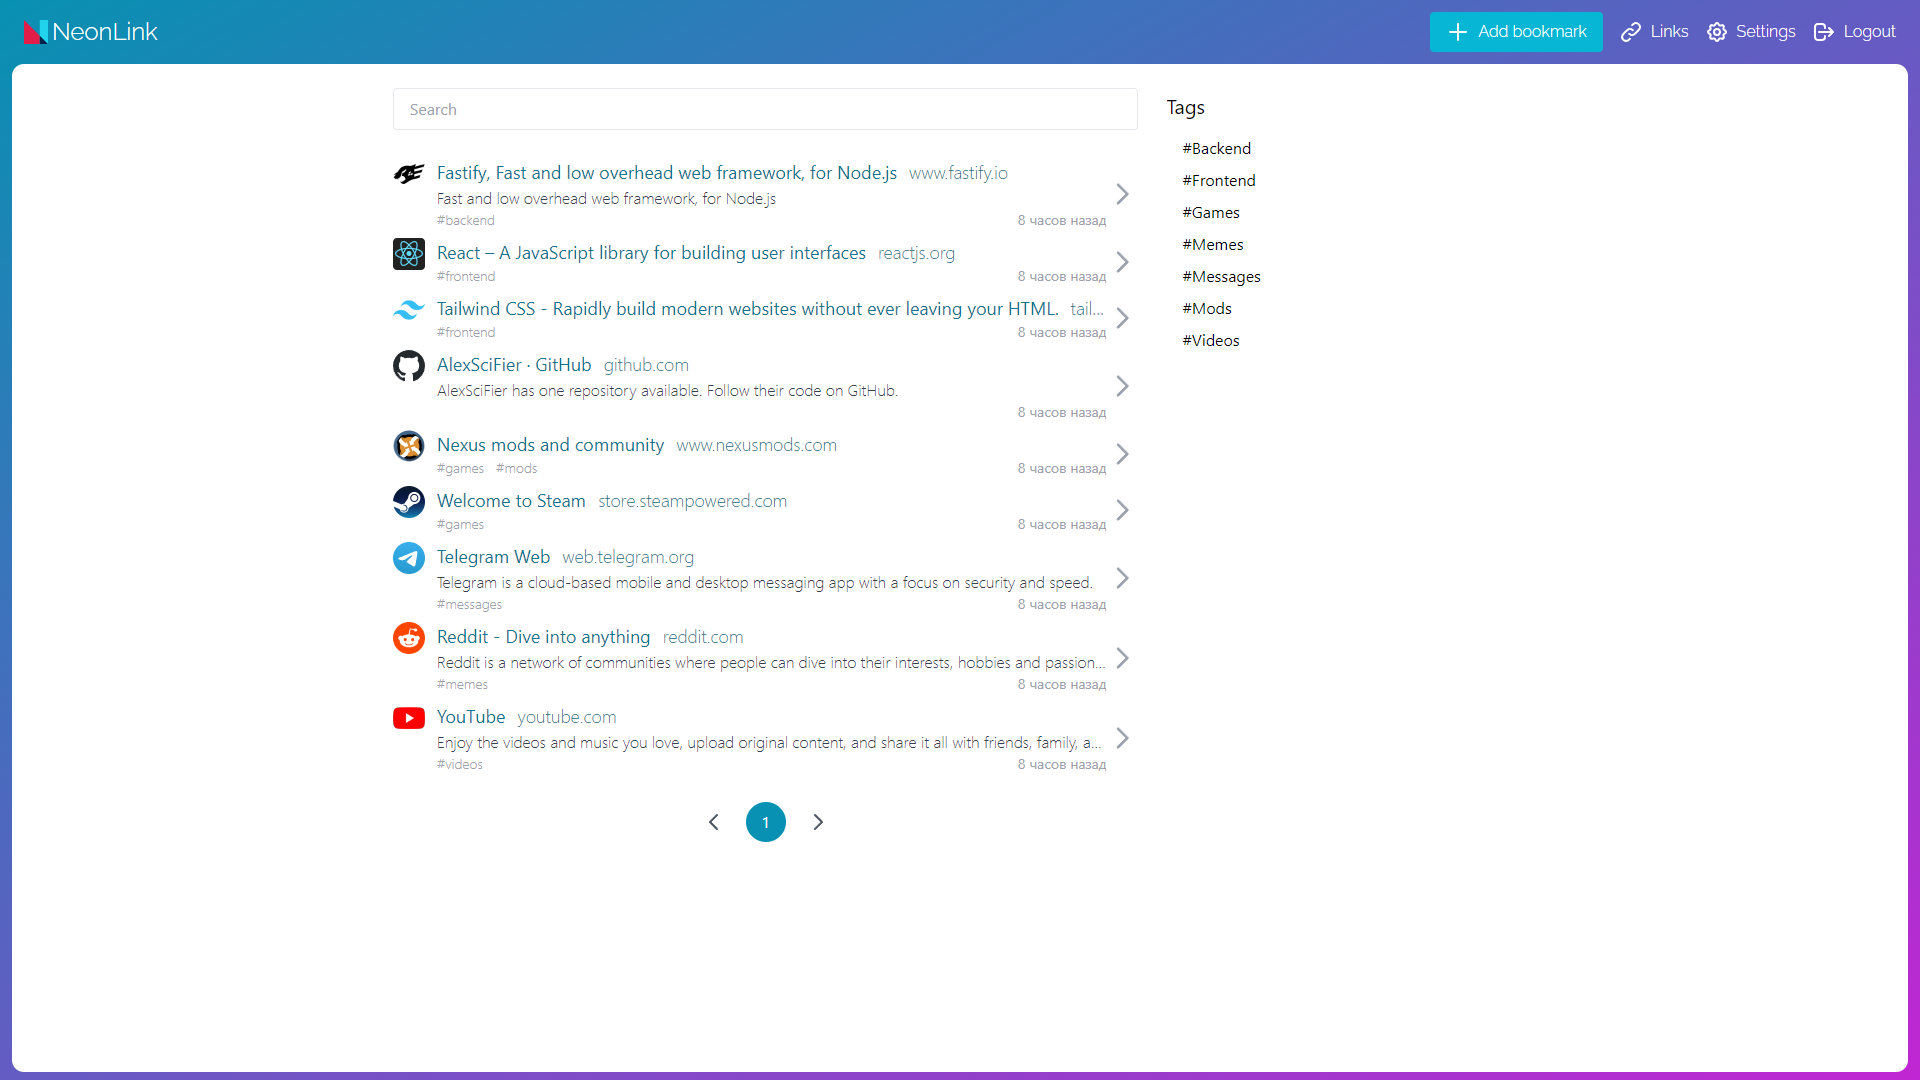 NeonLink
Add bookmark
Links
Settings
Logout
Search
Fastify, Fast and low overhead web framework, for Node.js www.fastify.io
Fast and low overhead web framework, for Node.js
#backend 8 часов назад
React – A JavaScript library for building user interfaces reactjs.org
#frontend 8 часов назад
Tailwind CSS - Rapidly build modern websites without ever leaving your HTML. tail...
#frontend 8 часов назад
AlexSciFier · GitHub github.com
AlexSciFier has one repository available. Follow their code on GitHub.
8 часов назад
Nexus mods and community www.nexusmods.com
#games #mods 8 часов назад
Welcome to Steam store.steampowered.com
#games 8 часов назад
Telegram Web web.telegram.org
Telegram is a cloud-based mobile and desktop messaging app with a focus on security and speed.
#messages 8 часов назад
Reddit - Dive into anything reddit.com
Reddit is a network of communities where people can dive into their interests, hobbies and passion...
#memes 8 часов назад
YouTube youtube.com
Enjoy the videos and music you love, upload original content, and share it all with friends, family, a...
#videos 8 часов назад
1
Tags
#Backend
#Frontend
#Games
#Memes
#Messages
#Mods
#Videos